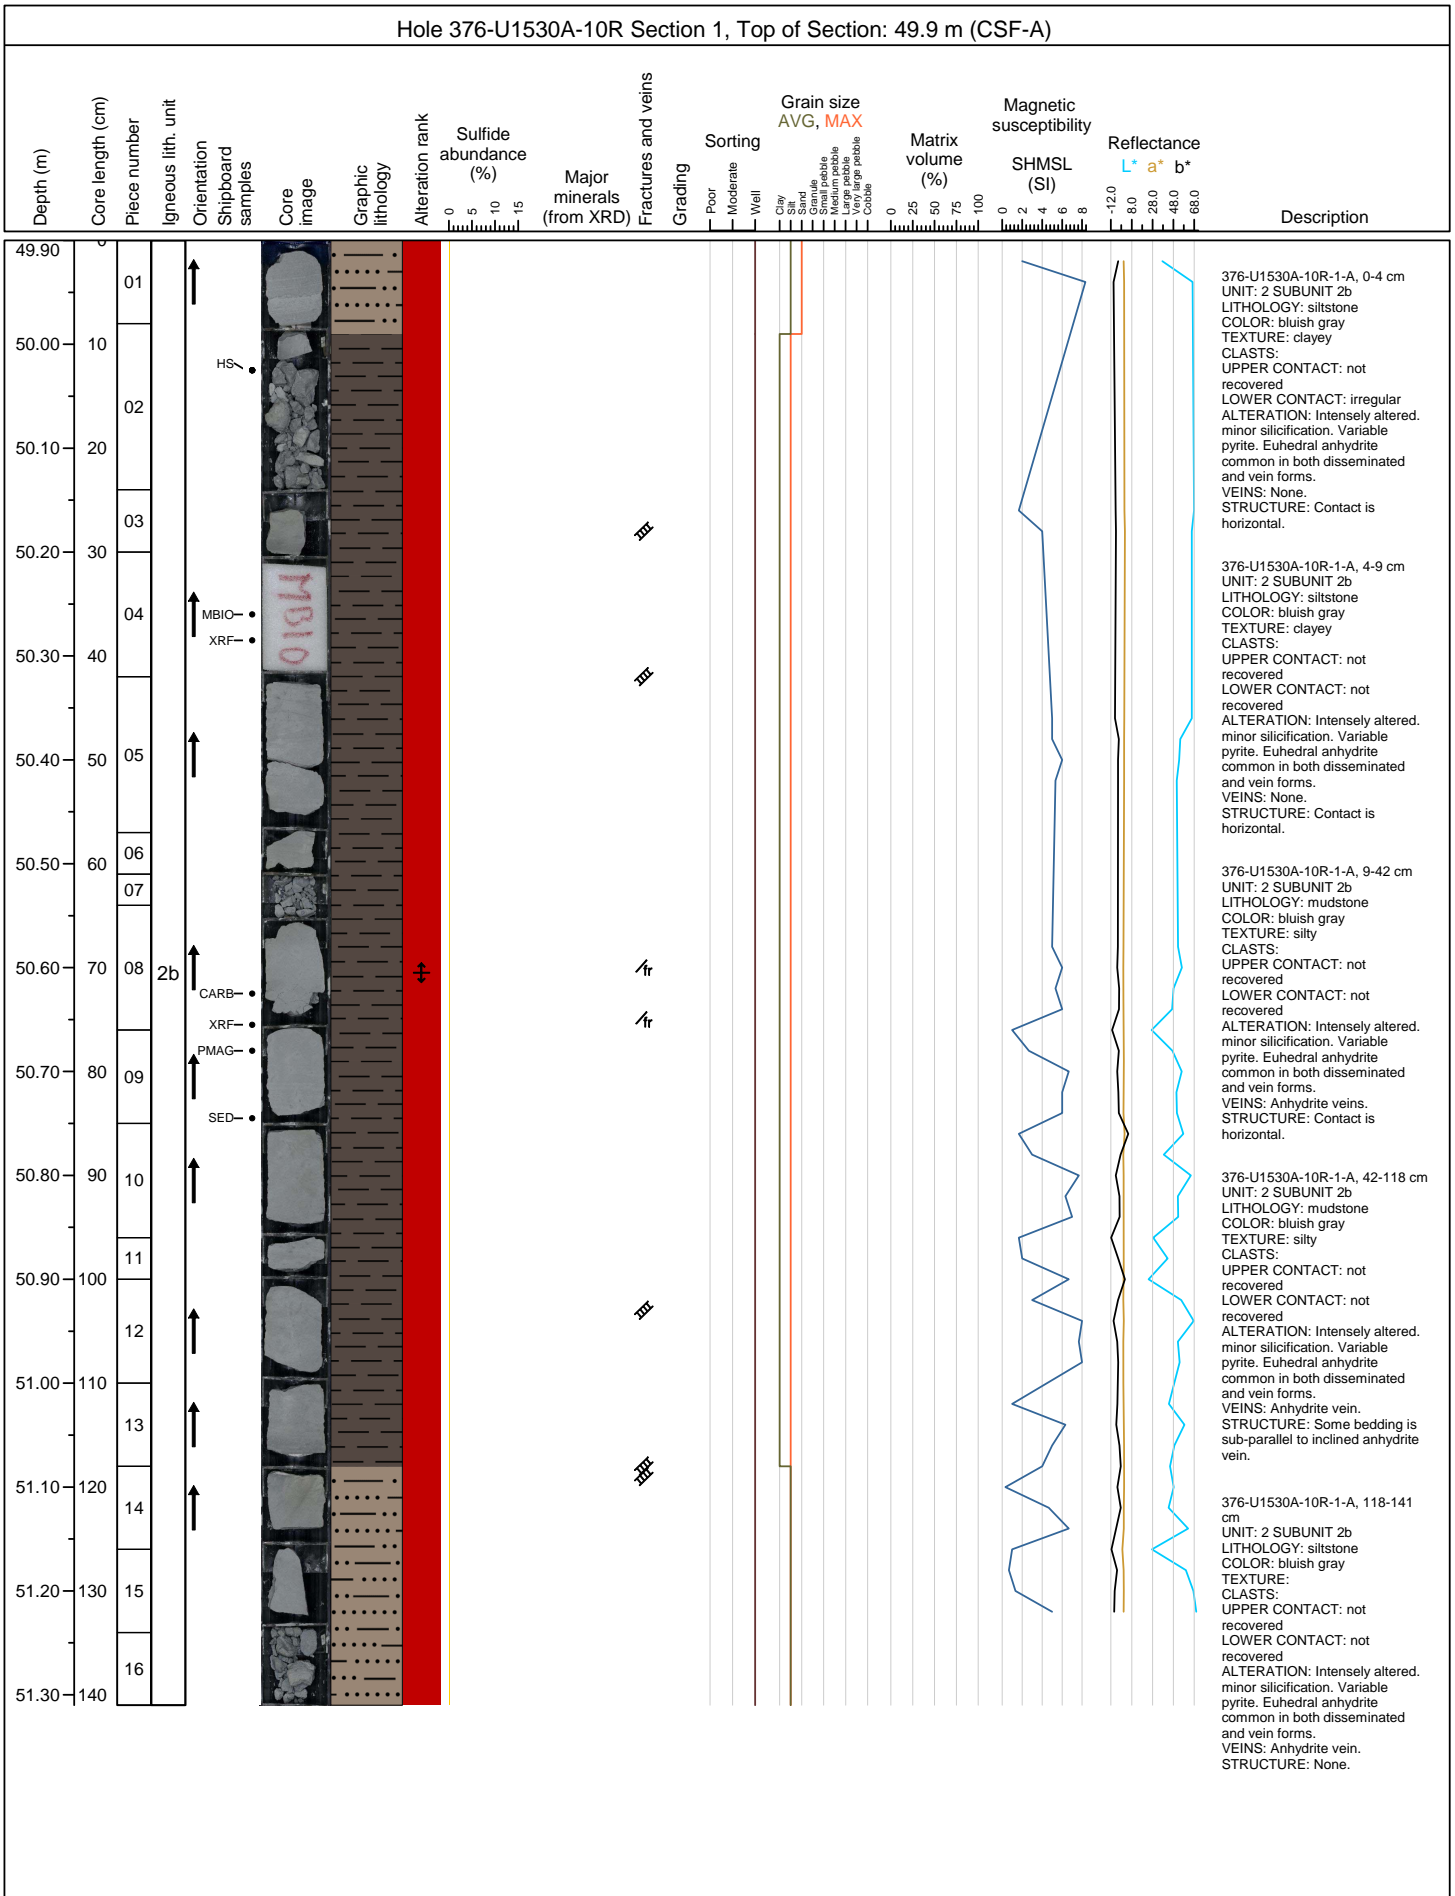 Hole 376-U1530A-10R Section 1, Top of Section: 49.9 m (CSF-A)
Depth (m)
Core length (cm)
Piece number
Igneous lith. unit
Orientation
Shipboard
samples
Core
image
Graphic
lithology
Alteration rank
Sulfide
abundance
(%)
0 5 10 15
Major
minerals
(from XRD)
Fractures and veins
Grading
Sorting
Poor
Moderate
Well
Grain size
AVG, MAX
Clay
Silt
Sand
Granule
Small pebble
Medium pebble
Large pebble
Very large pebble
Cobble
Matrix
volume
(%)
0 25 50 75 100
Magnetic
susceptibility
SHMSL
(SI)
0 2 4 6 8
Reflectance
L* a* b*
-12.0 8.0 28.0 48.0 68.0
Description
49.90 0
01
50.00 10
HS
02
50.10 20
03
50.20 30
04
MBIO
XRF
MBIO
50.30 40
05
50.40 50
06
50.50 60
07
50.60 70 08 2b
fr
CARB
XRF
fr
PMAG
50.70 80 09
SED
50.80 90 10
11
50.90 100
12
51.00 110
13
51.10 120 14
51.20 130 15
16
51.30 140
376-U1530A-10R-1-A, 0-4 cm
UNIT: 2 SUBUNIT 2b
LITHOLOGY: siltstone
COLOR: bluish gray
TEXTURE: clayey
CLASTS:
UPPER CONTACT: not
recovered
LOWER CONTACT: irregular
ALTERATION: Intensely altered.
minor silicification. Variable
pyrite. Euhedral anhydrite
common in both disseminated
and vein forms.
VEINS: None.
STRUCTURE: Contact is
horizontal.
376-U1530A-10R-1-A, 4-9 cm
UNIT: 2 SUBUNIT 2b
LITHOLOGY: siltstone
COLOR: bluish gray
TEXTURE: clayey
CLASTS:
UPPER CONTACT: not
recovered
LOWER CONTACT: not
recovered
ALTERATION: Intensely altered.
minor silicification. Variable
pyrite. Euhedral anhydrite
common in both disseminated
and vein forms.
VEINS: None.
STRUCTURE: Contact is
horizontal.
376-U1530A-10R-1-A, 9-42 cm
UNIT: 2 SUBUNIT 2b
LITHOLOGY: mudstone
COLOR: bluish gray
TEXTURE: silty
CLASTS:
UPPER CONTACT: not
recovered
LOWER CONTACT: not
recovered
ALTERATION: Intensely altered.
minor silicification. Variable
pyrite. Euhedral anhydrite
common in both disseminated
and vein forms.
VEINS: Anhydrite veins.
STRUCTURE: Contact is
horizontal.
376-U1530A-10R-1-A, 42-118 cm
UNIT: 2 SUBUNIT 2b
LITHOLOGY: mudstone
COLOR: bluish gray
TEXTURE: silty
CLASTS:
UPPER CONTACT: not
recovered
LOWER CONTACT: not
recovered
ALTERATION: Intensely altered.
minor silicification. Variable
pyrite. Euhedral anhydrite
common in both disseminated
and vein forms.
VEINS: Anhydrite vein.
STRUCTURE: Some bedding is
sub-parallel to inclined anhydrite
vein.
376-U1530A-10R-1-A, 118-141
cm
UNIT: 2 SUBUNIT 2b
LITHOLOGY: siltstone
COLOR: bluish gray
TEXTURE:
CLASTS:
UPPER CONTACT: not
recovered
LOWER CONTACT: not
recovered
ALTERATION: Intensely altered.
minor silicification. Variable
pyrite. Euhedral anhydrite
common in both disseminated
and vein forms.
VEINS: Anhydrite vein.
STRUCTURE: None.